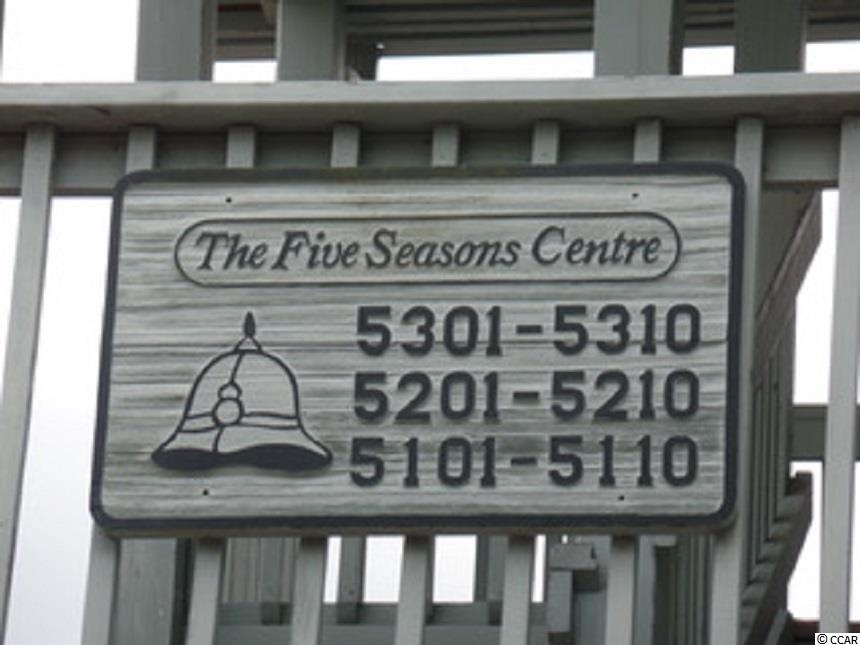 The Five Seasons Centre
5301-5310
5201-5210
5101-5110
© CCAR